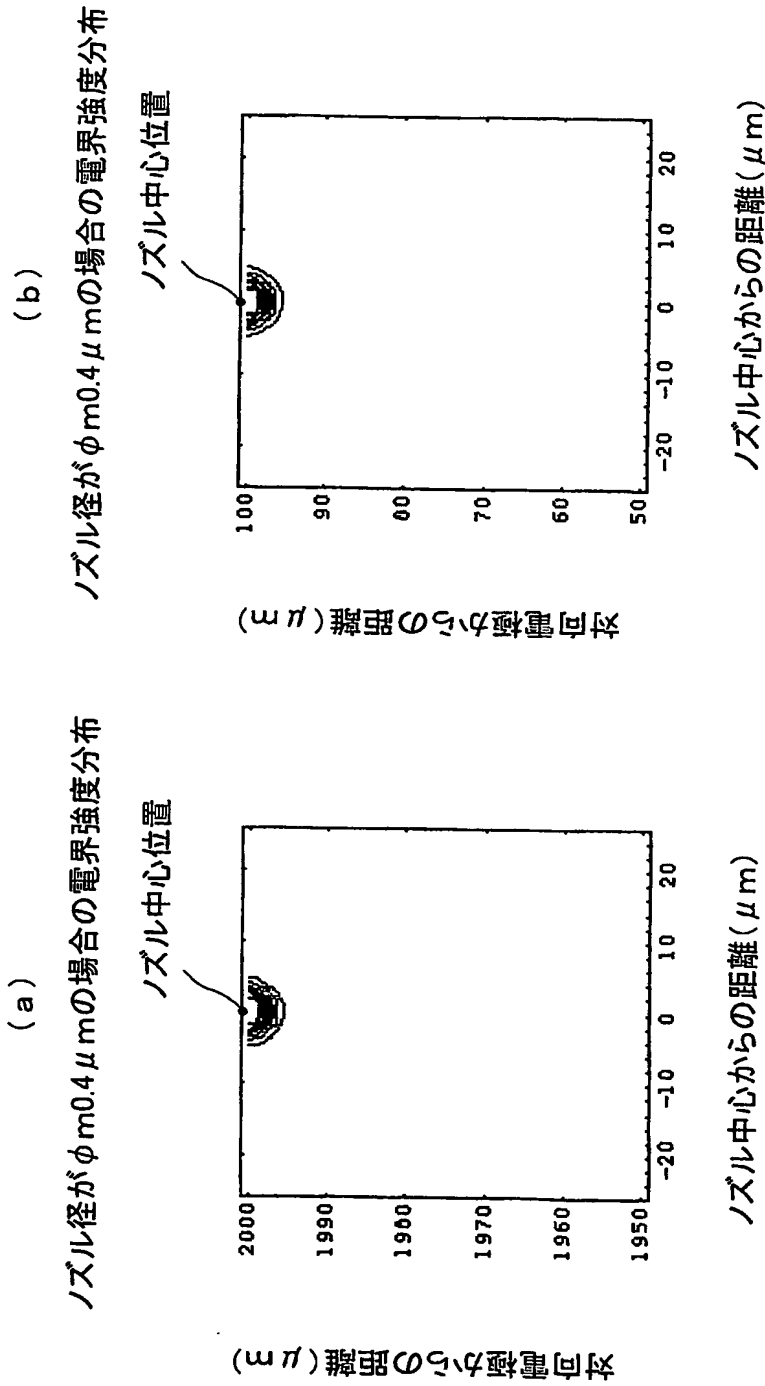 (a)
ノズル径がφm0.4μmの場合の電界強度分布
ノズル中心位置
対向電極からの距離(μm)
2000
1990
1980
1970
1960
1950
-20
-10
0
10
20
ノズル中心からの距離(μm)
(b)
ノズル径がφm0.4μmの場合の電界強度分布
ノズル中心位置
対向電極からの距離(μm)
100
90
80
70
60
50
-20
-10
0
10
20
ノズル中心からの距離(μm)